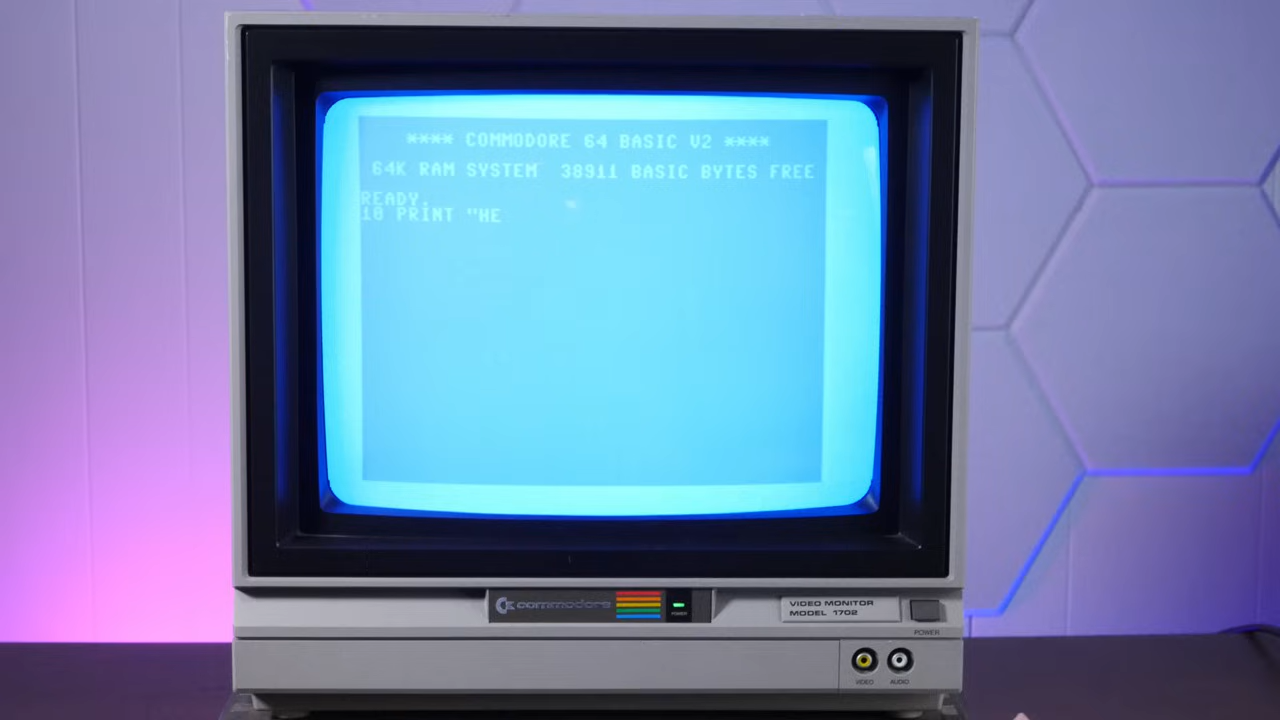 **** COMMODORE 64 BASIC V2 ****
64K RAM SYSTEM  38911 BASIC BYTES FREE
READY.
10 PRINT "HE
commodore
POWER
VIDEO MONITOR
MODEL 1702
POWER
VIDEO
AUDIO